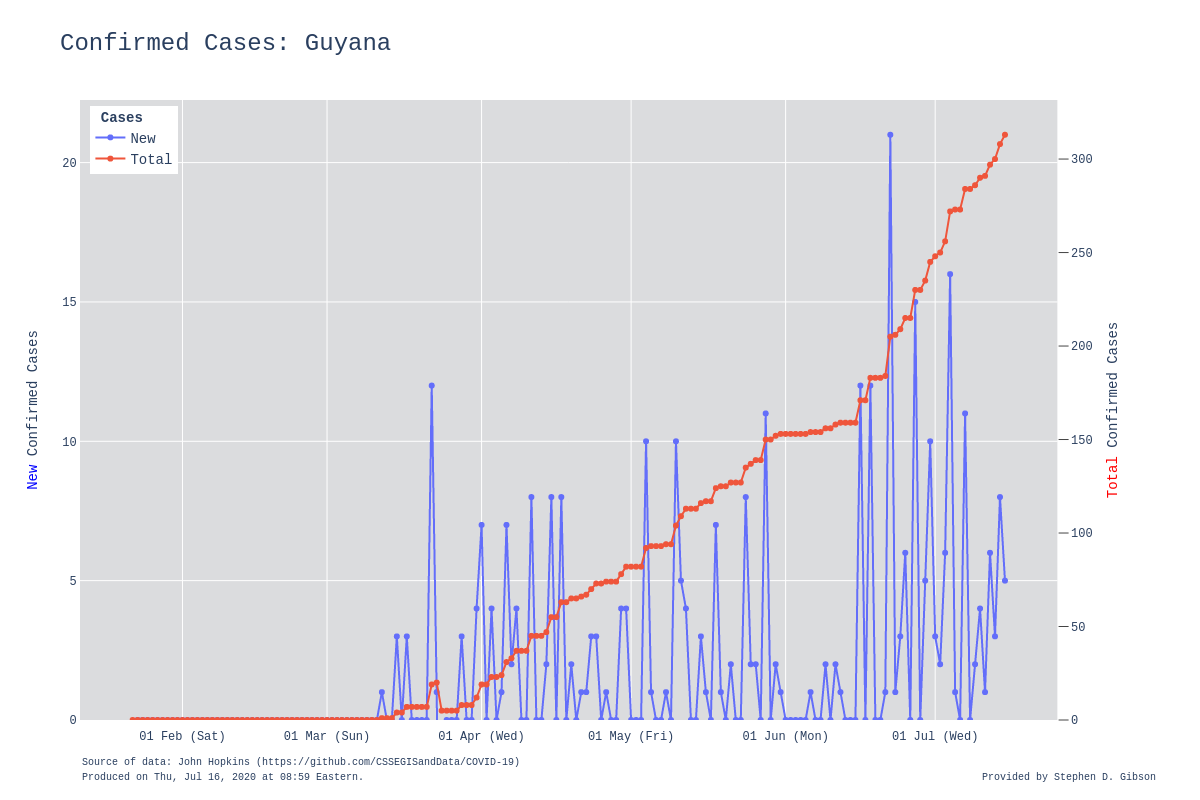 Confirmed Cases: Guyana
Cases
New
Total
20
15
10
5
0
300
250
200
150
100
50
0
New Confirmed Cases
Total Confirmed Cases
01 Feb (Sat)
01 Mar (Sun)
01 Apr (Wed)
01 May (Fri)
01 Jun (Mon)
01 Jul (Wed)
Source of data: John Hopkins (https://github.com/CSSEGISandData/COVID-19)
Produced on Thu, Jul 16, 2020 at 08:59 Eastern.
Provided by Stephen D. Gibson